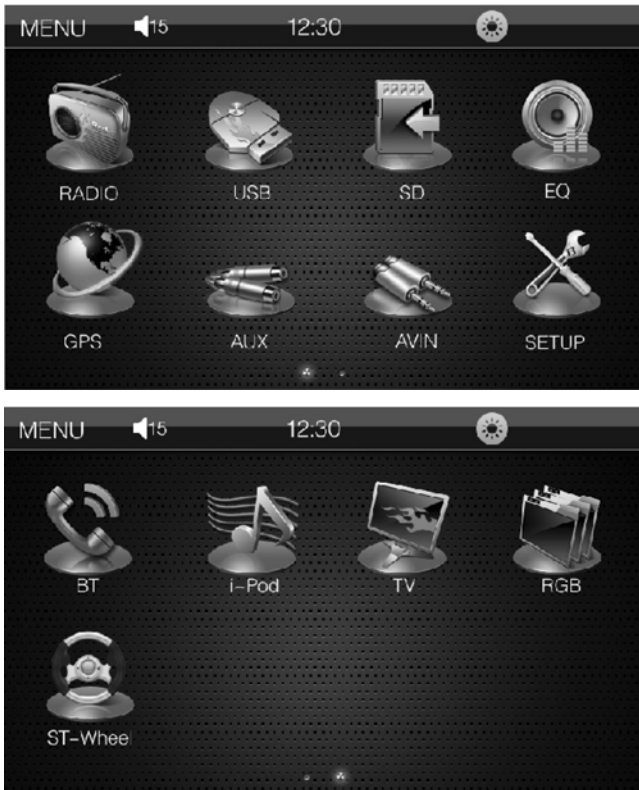 MENU 15 12:30
RADIO USB SD EQ
GPS AUX AVIN SETUP
MENU 15 12:30
BT i-Pod TV RGB
ST-Wheel